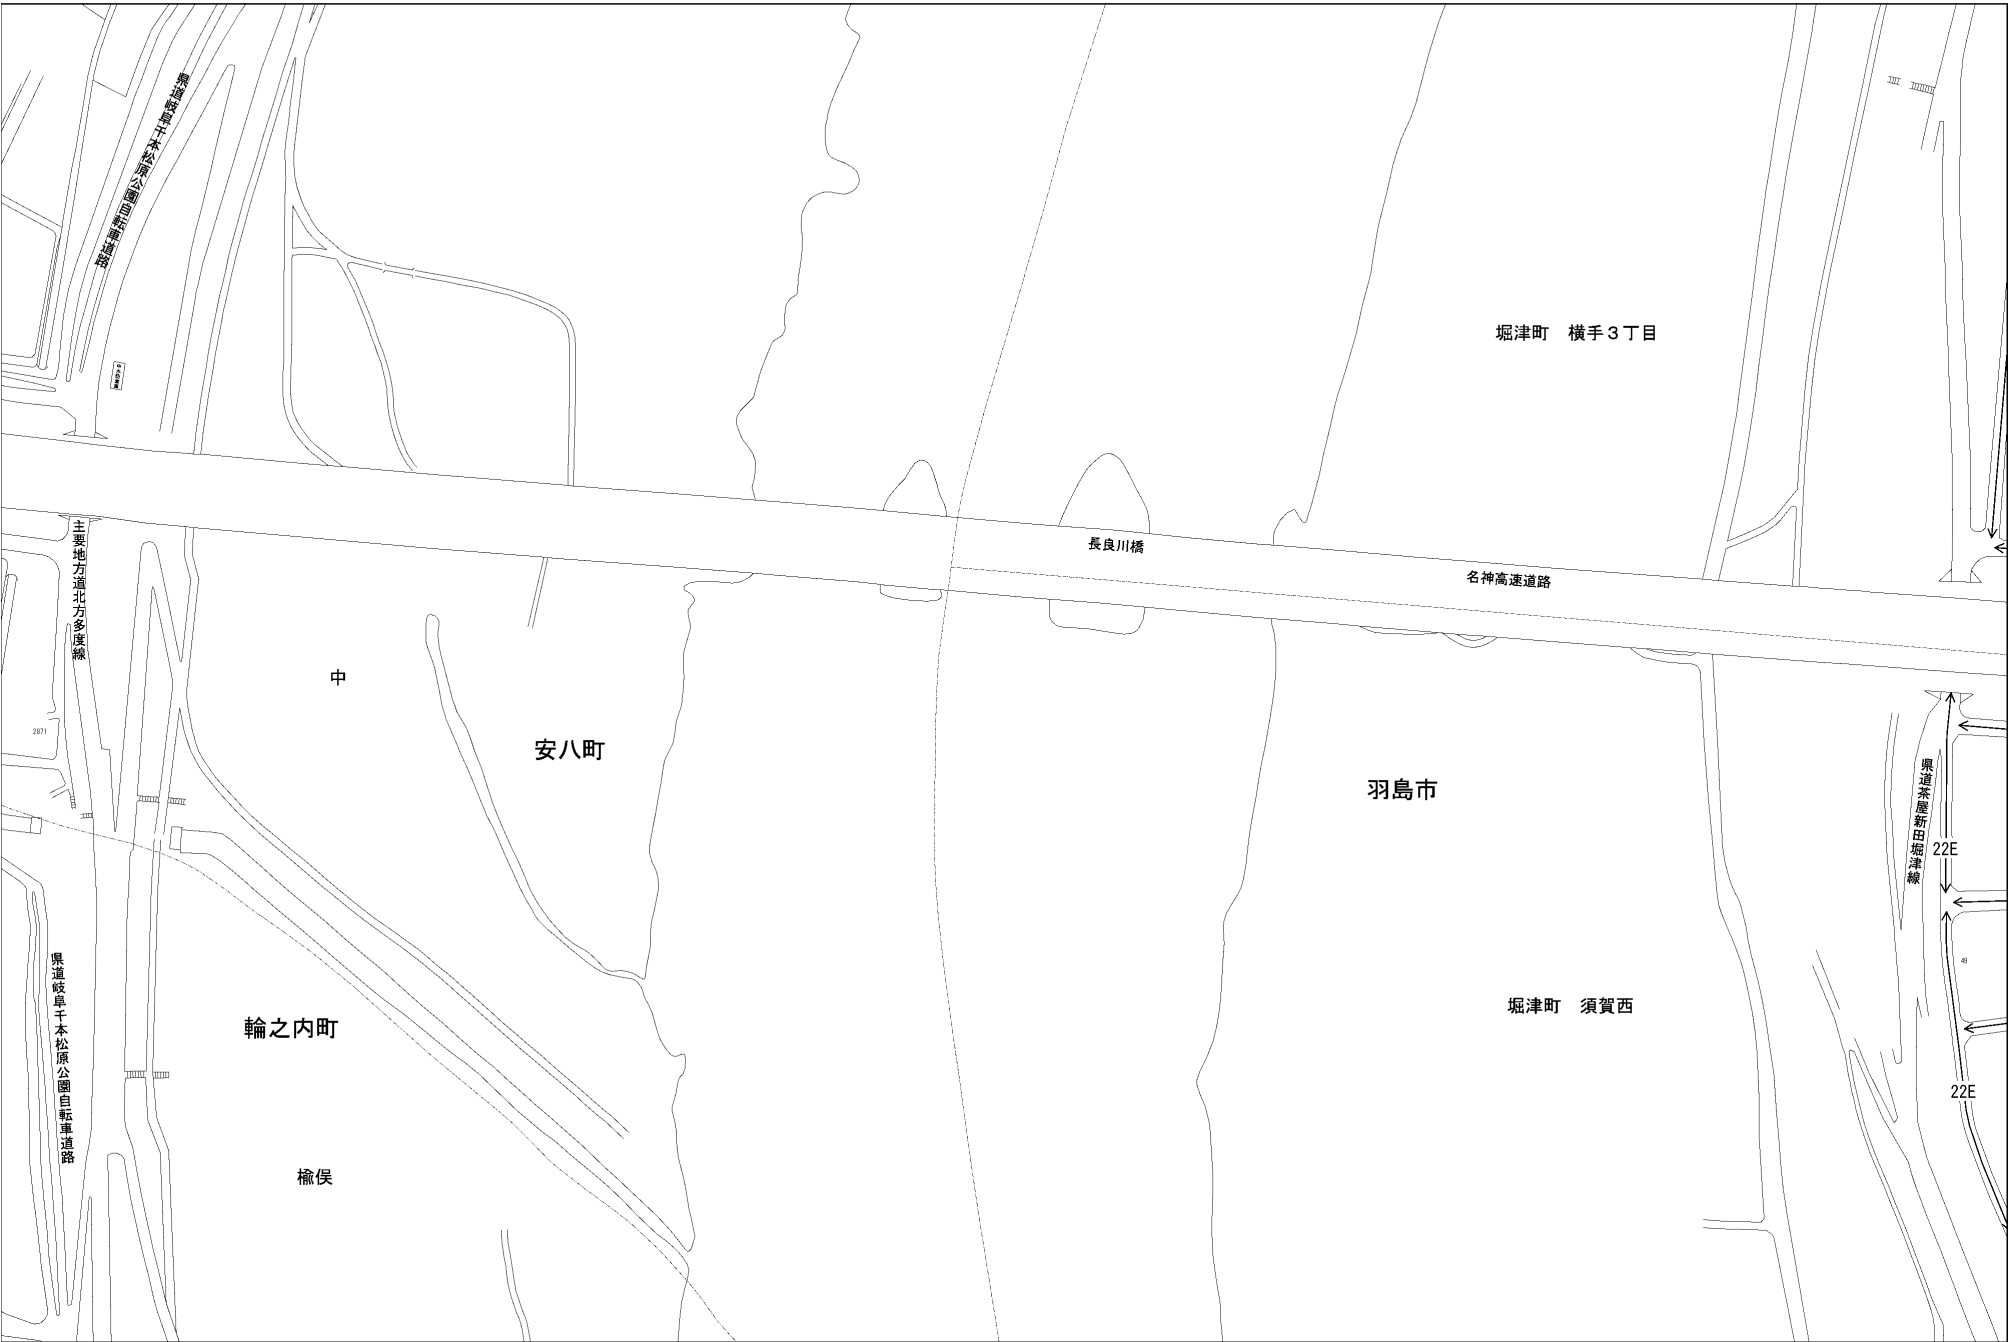 県道岐阜千本松原公園自転車道路
堀津町　横手３丁目
長良川橋
名神高速道路
主要地方道北方多度線
中
2871
安八町
羽島市
県道茶屋新田堀津線
22E
49
県道岐阜千本松原公園自転車道路
輪之内町
堀津町　須賀西
22E
楡俣